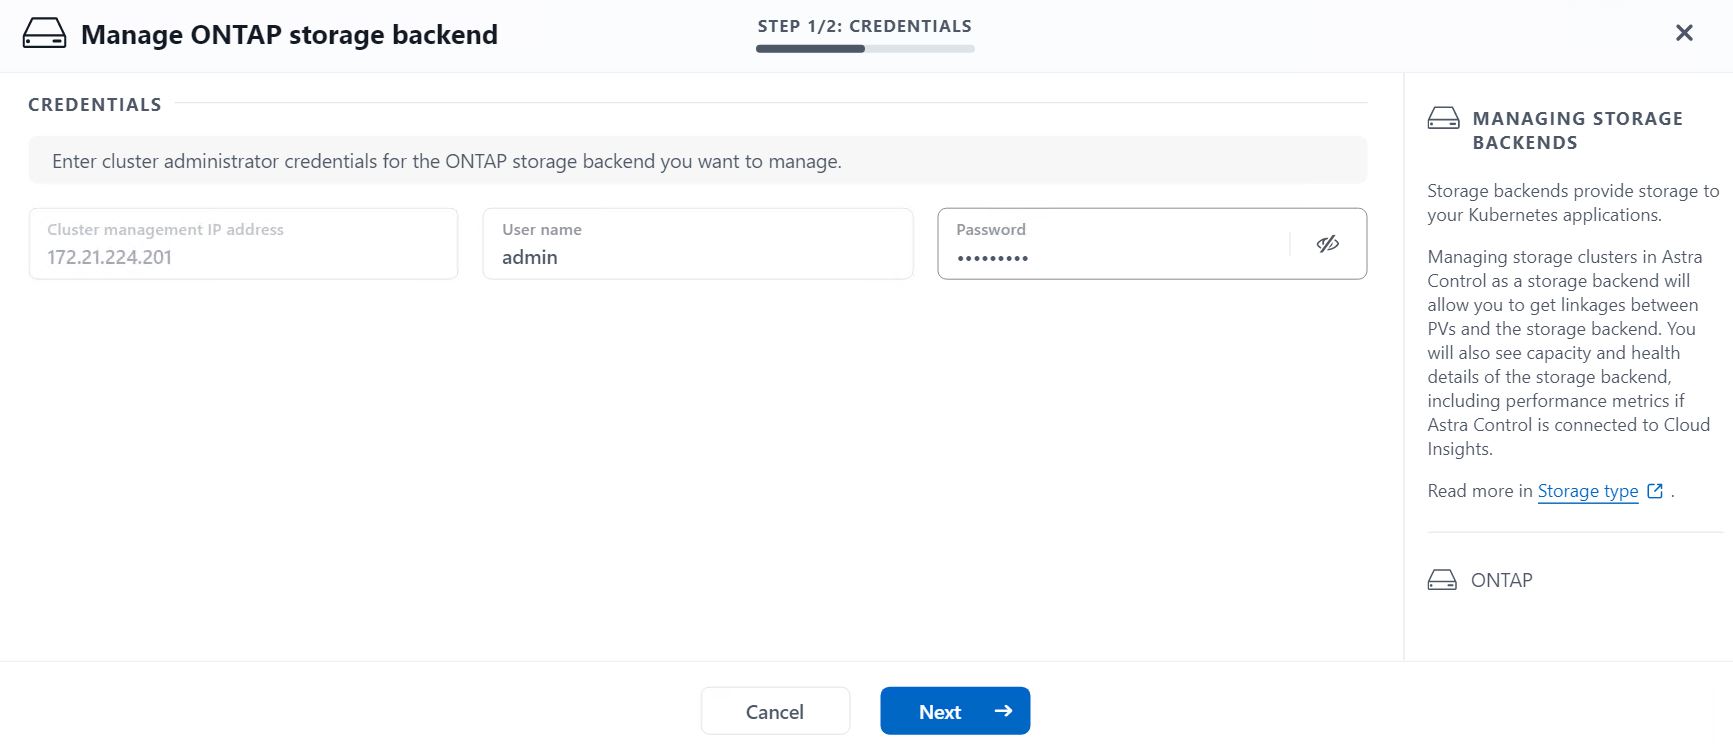 Manage ONTAP storage backend
STEP 1/2: CREDENTIALS
CREDENTIALS
Enter cluster administrator credentials for the ONTAP storage backend you want to manage.
Cluster management IP address
172.21.224.201
User name
admin
Password
•••••••••
MANAGING STORAGE
BACKENDS
Storage backends provide storage to
your Kubernetes applications.
Managing storage clusters in Astra
Control as a storage backend will
allow you to get linkages between
PVs and the storage backend. You
will also see capacity and health
details of the storage backend,
including performance metrics if
Astra Control is connected to Cloud
Insights.
Read more in Storage type .
ONTAP
Cancel
Next